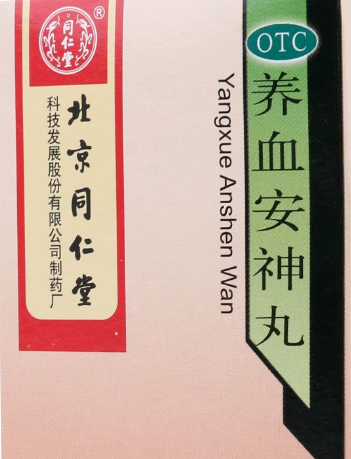 同仁堂
®
北京同仁堂
科技发展股份有限公司制药厂
OTC
养血安神丸
Yangxue Anshen Wan